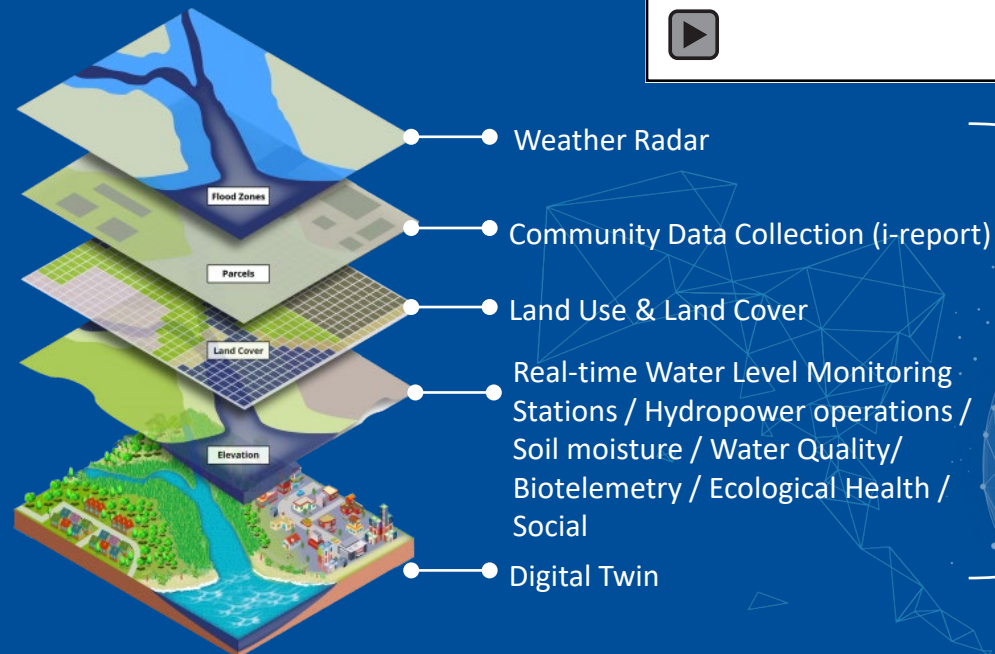 Flood Zones
Weather Radar
Parcels
Community Data Collection (i-report)
Land Cover
Land Use & Land Cover
Elevation
Real-time Water Level Monitoring
Stations / Hydropower operations /
Soil moisture / Water Quality/
Biotelemetry / Ecological Health /
Social
Digital Twin